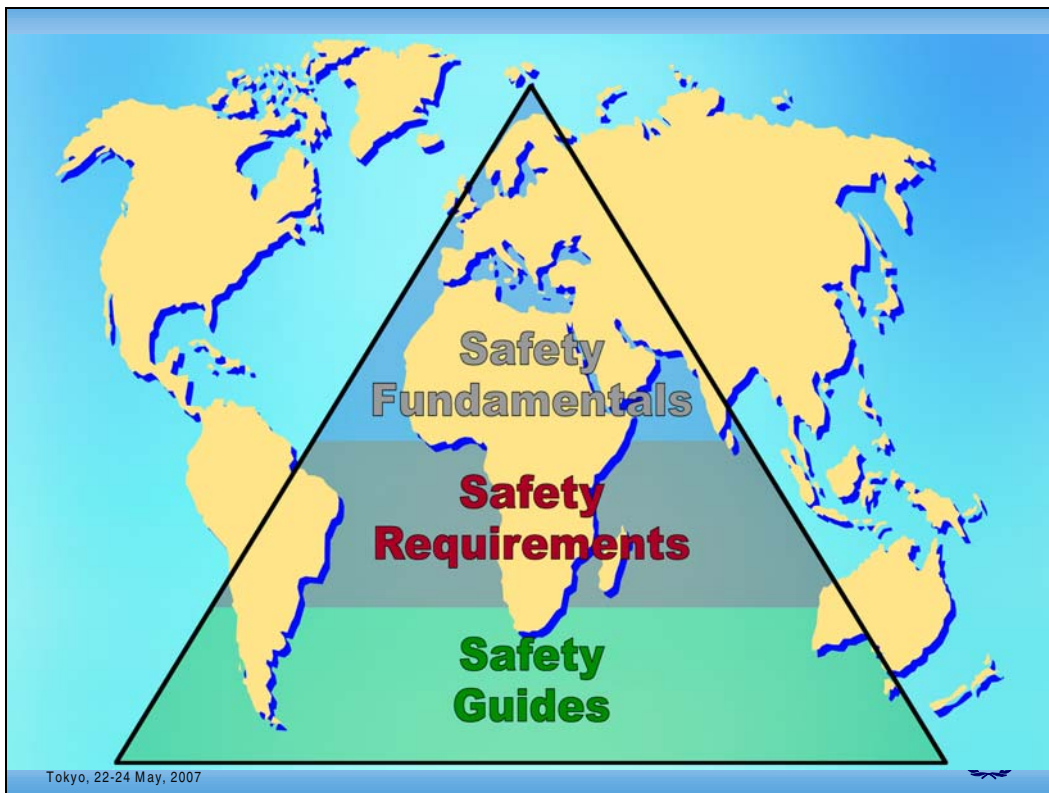 Safety
Fundamentals
Safety
Requirements
Safety
Guides
Tokyo, 22-24 May, 2007